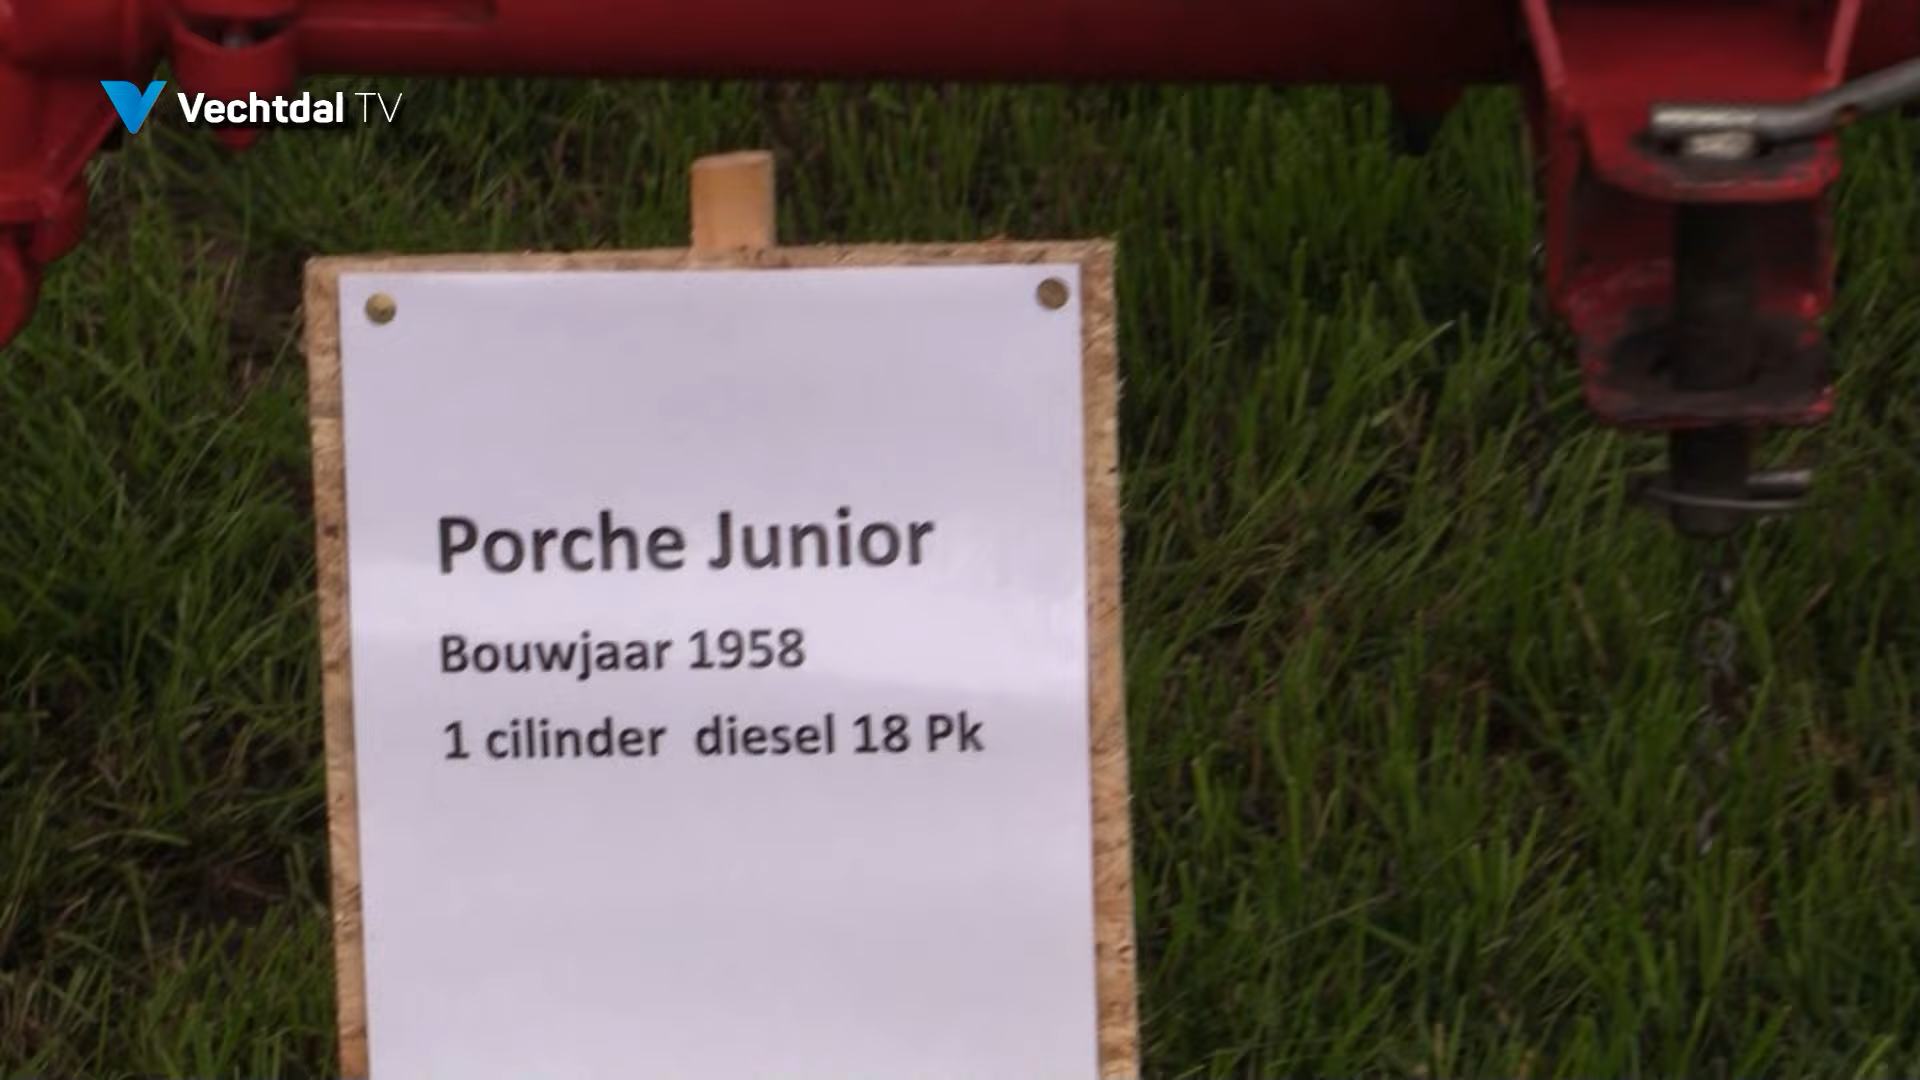 Vechtdal TV
Porche Junior
Bouwjaar 1958
1 cilinder diesel 18 Pk